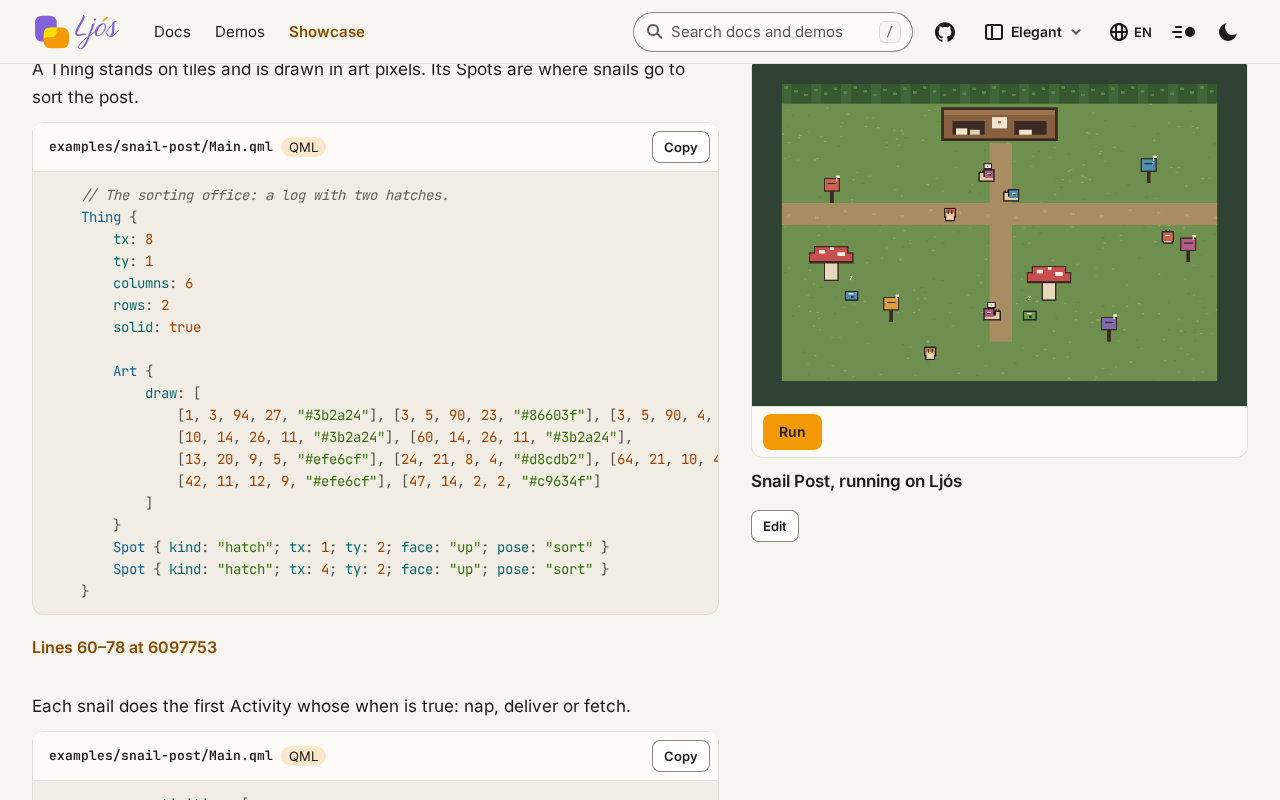 Ljós
Docs
Demos
Showcase
Search docs and demos
/
Elegant
EN
A Thing stands on tiles and is drawn in art pixels. Its Spots are where snails go to
sort the post.
examples/snail-post/Main.qml
QML
Copy
// The sorting office: a log with two hatches.
Thing {
tx: 8
ty: 1
columns: 6
rows: 2
solid: true
Art {
draw: [
[1, 3, 94, 27, "#3b2a24"], [3, 5, 90, 23, "#86603f"], [3, 5, 90, 4,
[10, 14, 26, 11, "#3b2a24"], [60, 14, 26, 11, "#3b2a24"],
[13, 20, 9, 5, "#efe6cf"], [24, 21, 8, 4, "#d8cdb2"], [64, 21, 10,
[42, 11, 12, 9, "#efe6cf"], [47, 14, 2, 2, "#c9634f"]
]
}
Spot { kind: "hatch"; tx: 1; ty: 2; face: "up"; pose: "sort" }
Spot { kind: "hatch"; tx: 4; ty: 2; face: "up"; pose: "sort" }
}
Lines 60–78 at 6097753
Each snail does the first Activity whose when is true: nap, deliver or fetch.
examples/snail-post/Main.qml
QML
Copy
Run
Snail Post, running on Ljós
Edit